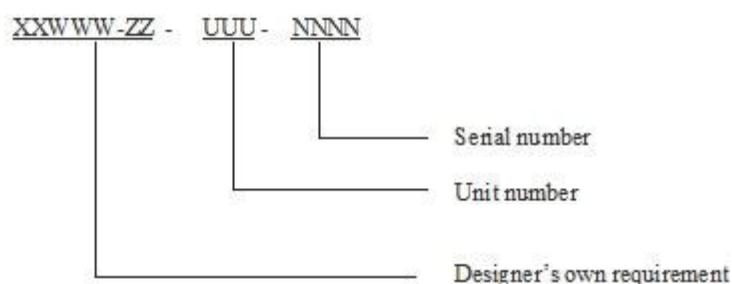 XXWWW-ZZ - UUU - NNNN
Serial number
Unit number
Designer's own requirement